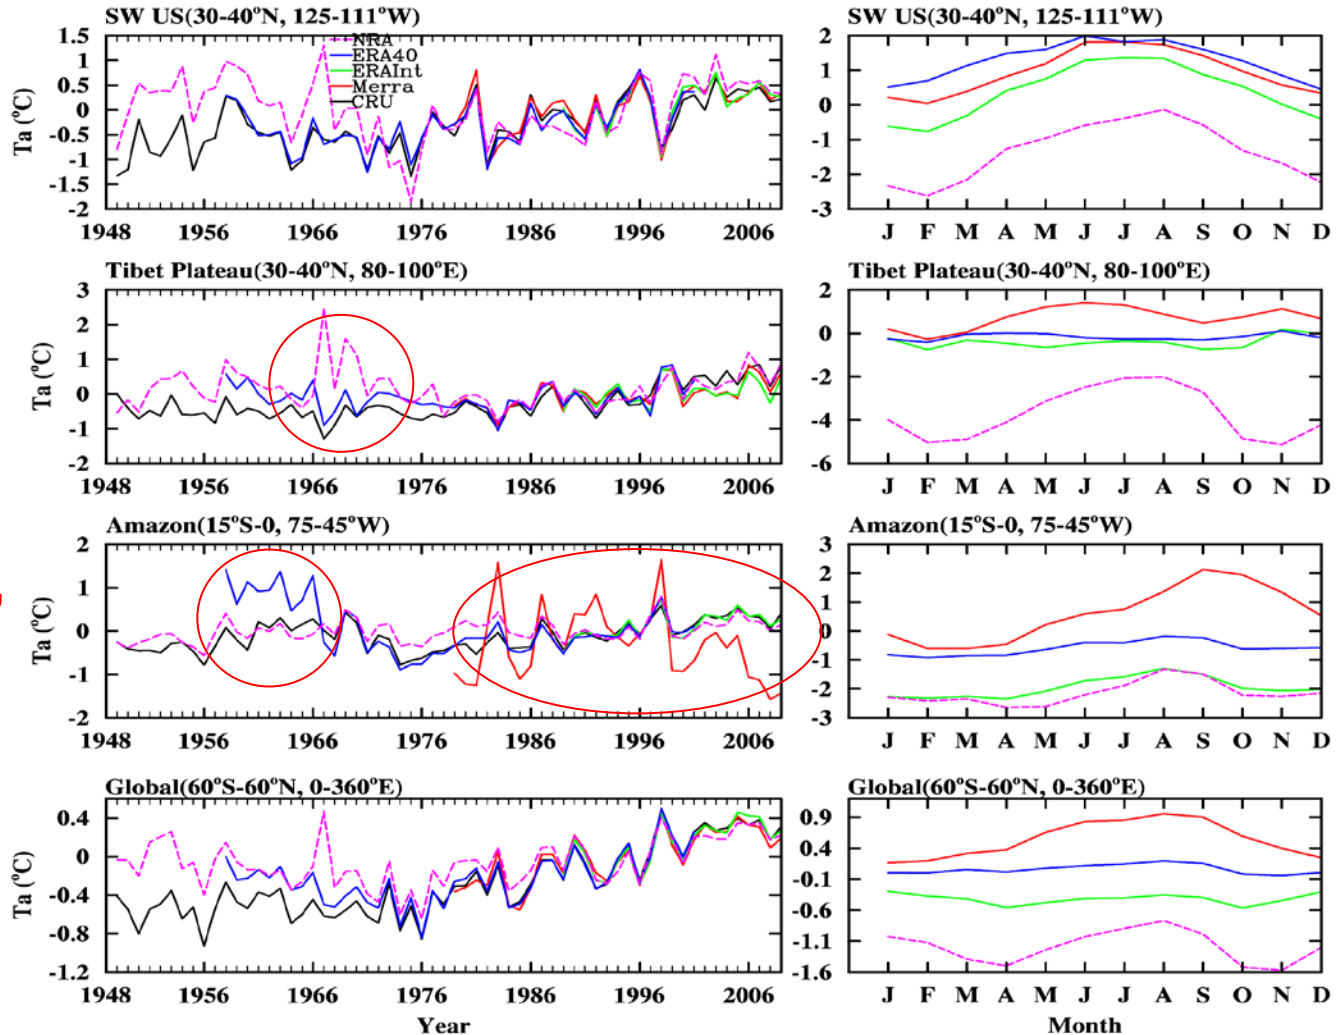 SW US(30-40°N, 125-111°W)
1.5
1
0.5
0
-0.5
-1
-1.5
-2
Ta (°C)
NRA
ERA40
ERAInt
Merra
CRU
1948 1956 1966 1976 1986 1996 2006
SW US(30-40°N, 125-111°W)
2
1
0
-1
-2
-3
J F M A M J J A S O N D
Tibet Plateau(30-40°N, 80-100°E)
3
2
1
0
-1
-2
Ta (°C)
1948 1956 1966 1976 1986 1996 2006
Tibet Plateau(30-40°N, 80-100°E)
2
0
-2
-4
-6
J F M A M J J A S O N D
Amazon(15°S-0, 75-45°W)
2
1
0
-1
-2
Ta (°C)
1948 1956 1966 1976 1986 1996 2006
Amazon(15°S-0, 75-45°W)
3
2
1
0
-1
-2
-3
J F M A M J J A S O N D
Global(60°S-60°N, 0-360°E)
0.4
0
-0.4
-0.8
-1.2
Ta (°C)
1948 1956 1966 1976 1986 1996 2006
Year
Global(60°S-60°N, 0-360°E)
0.9
0.4
-0.1
-0.6
-1.1
-1.6
J F M A M J J A S O N D
Month